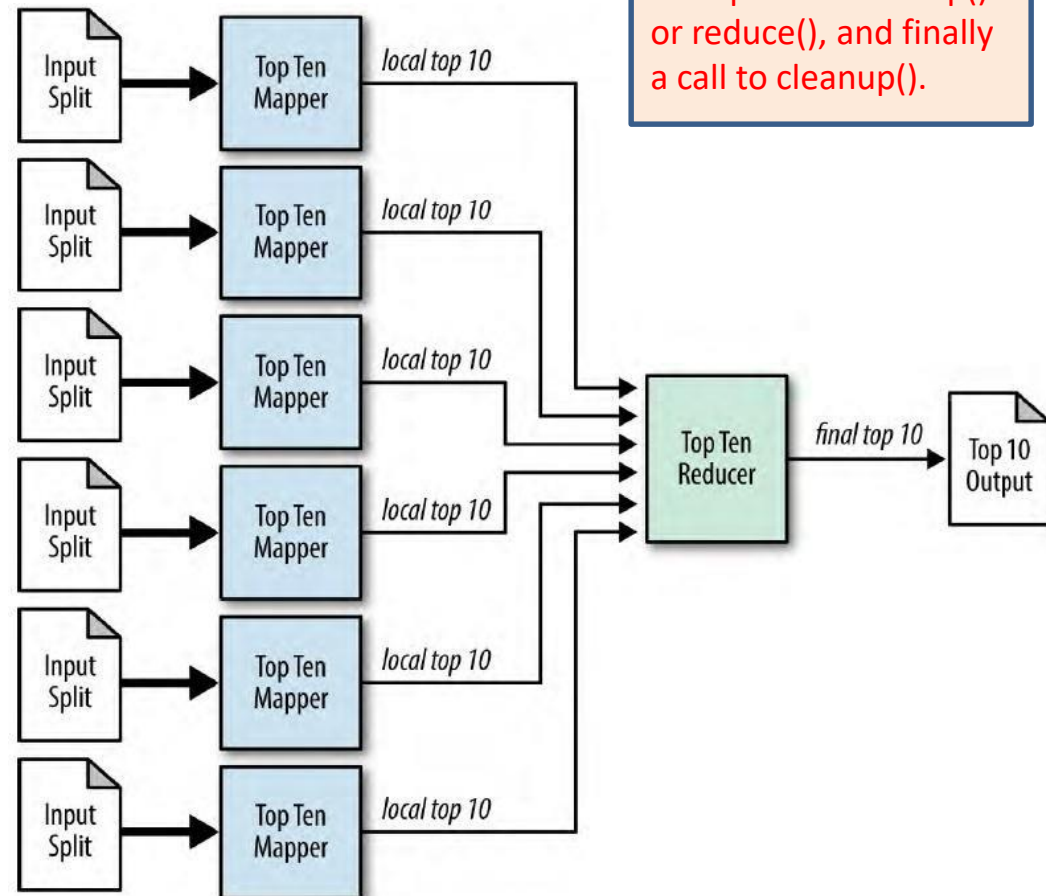 or reduce(), and finally
a call to cleanup().
Input
Split
Top Ten
Mapper
local top 10
Input
Split
Top Ten
Mapper
local top 10
Input
Split
Top Ten
Mapper
local top 10
Input
Split
Top Ten
Mapper
local top 10
Input
Split
Top Ten
Mapper
local top 10
Input
Split
Top Ten
Mapper
local top 10
Top Ten
Reducer
final top 10
Top 10
Output